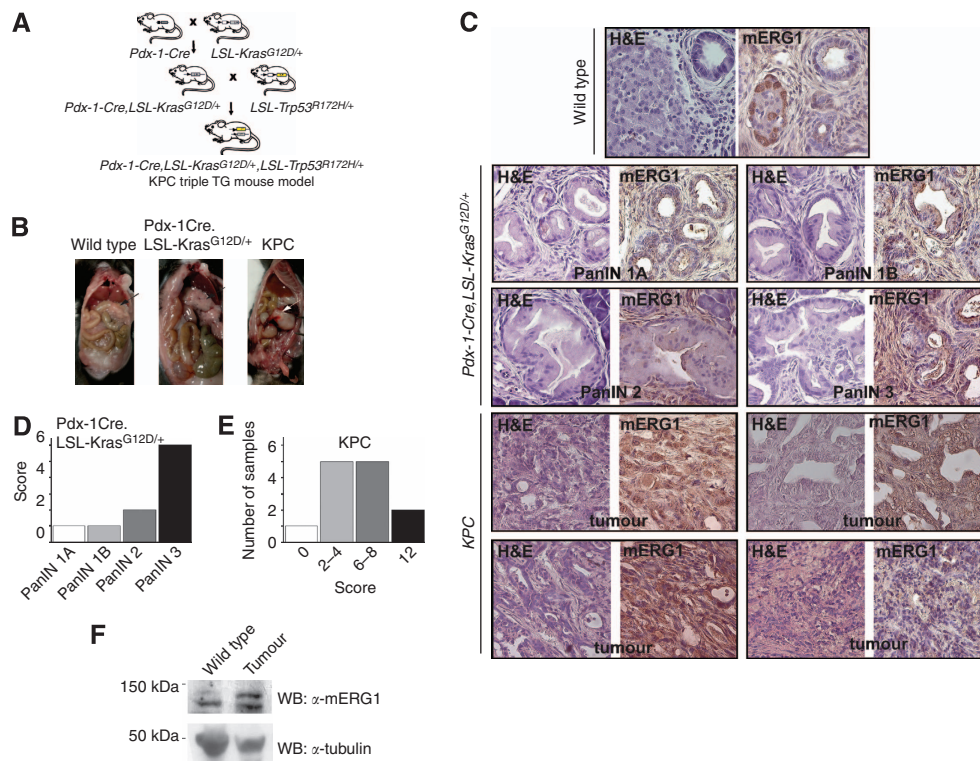 A
x
Pdx-1-Cre LSL-KrasG12D/+
x
Pdx-1-Cre,LSL-KrasG12D/+ LSL-Trp53R172H/+
Pdx-1-Cre,LSL-KrasG12D/+,LSL-Trp53R172H/+
KPC triple TG mouse model
B
Wild type
Pdx-1Cre.
LSL-KrasG12D/+
KPC
C
Wild type
H&E mERG1
Pdx-1-Cre,LSL-KrasG12D/+
H&E mERG1
PanIN 1A
H&E mERG1
PanIN 1B
H&E mERG1
PanIN 2
H&E mERG1
PanIN 3
KPC
H&E mERG1
tumour
H&E mERG1
tumour
H&E mERG1
tumour
H&E mERG1
tumour
D
Pdx-1Cre.
LSL-KrasG12D/+
Score
6
4
2
0
PanIN 1A
PanIN 1B
PanIN 2
PanIN 3
E
KPC
Number of samples
6
4
2
0
0
2–4
6–8
12
Score
F
Wild type
Tumour
150 kDa
WB: α-mERG1
50 kDa
WB: α-tubulin